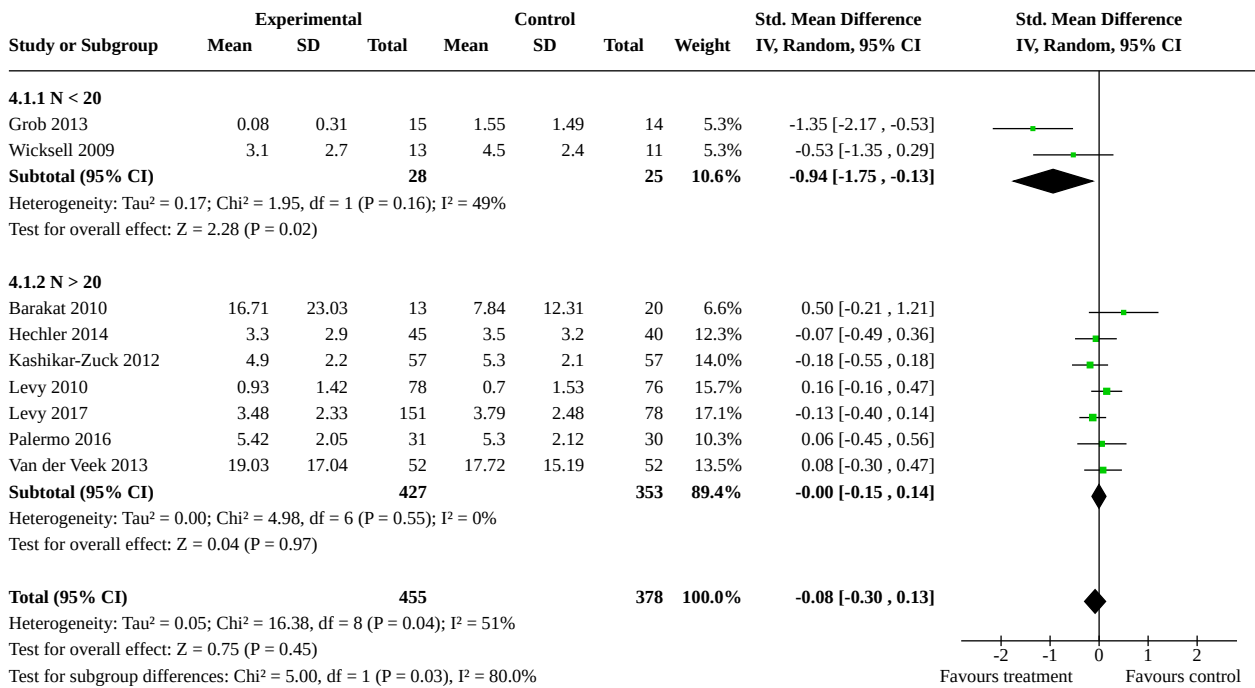 Experimental Control Std. Mean Difference Std. Mean Difference
Study or Subgroup Mean SD Total Mean SD Total Weight IV, Random, 95% CI IV, Random, 95% CI
4.1.1 N < 20
Grob 2013 0.08 0.31 15 1.55 1.49 14 5.3% -1.35 [-2.17 , -0.53]
Wicksell 2009 3.1 2.7 13 4.5 2.4 11 5.3% -0.53 [-1.35 , 0.29]
Subtotal (95% CI) 28 25 10.6% -0.94 [-1.75 , -0.13]
Heterogeneity: Tau² = 0.17; Chi² = 1.95, df = 1 (P = 0.16); I² = 49%
Test for overall effect: Z = 2.28 (P = 0.02)
4.1.2 N > 20
Barakat 2010 16.71 23.03 13 7.84 12.31 20 6.6% 0.50 [-0.21 , 1.21]
Hechler 2014 3.3 2.9 45 3.5 3.2 40 12.3% -0.07 [-0.49 , 0.36]
Kashikar-Zuck 2012 4.9 2.2 57 5.3 2.1 57 14.0% -0.18 [-0.55 , 0.18]
Levy 2010 0.93 1.42 78 0.7 1.53 76 15.7% 0.16 [-0.16 , 0.47]
Levy 2017 3.48 2.33 151 3.79 2.48 78 17.1% -0.13 [-0.40 , 0.14]
Palermo 2016 5.42 2.05 31 5.3 2.12 30 10.3% 0.06 [-0.45 , 0.56]
Van der Veek 2013 19.03 17.04 52 17.72 15.19 52 13.5% 0.08 [-0.30 , 0.47]
Subtotal (95% CI) 427 353 89.4% -0.00 [-0.15 , 0.14]
Heterogeneity: Tau² = 0.00; Chi² = 4.98, df = 6 (P = 0.55); I² = 0%
Test for overall effect: Z = 0.04 (P = 0.97)
Total (95% CI) 455 378 100.0% -0.08 [-0.30 , 0.13]
Heterogeneity: Tau² = 0.05; Chi² = 16.38, df = 8 (P = 0.04); I² = 51%
Test for overall effect: Z = 0.75 (P = 0.45)
-2 -1 0 1 2
Test for subgroup differences: Chi² = 5.00, df = 1 (P = 0.03), I² = 80.0% Favours treatment Favours control